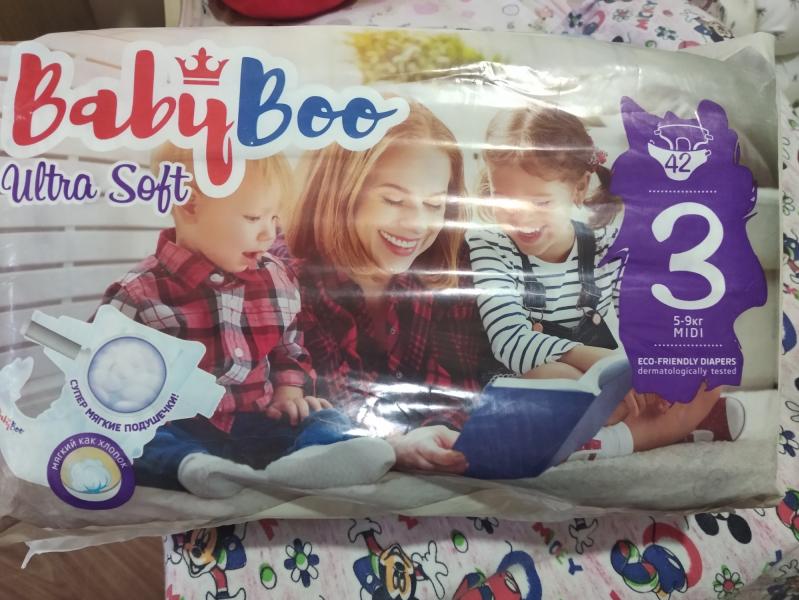 BabyBoo
Ultra Soft
42
3
5-9кг
MIDI
ECO-FRIENDLY DIAPERS
dermatologically tested
СУПЕР МЯГКИЕ ПОДУШЕЧКИ!
BabyBoo
мягкий как хлопок